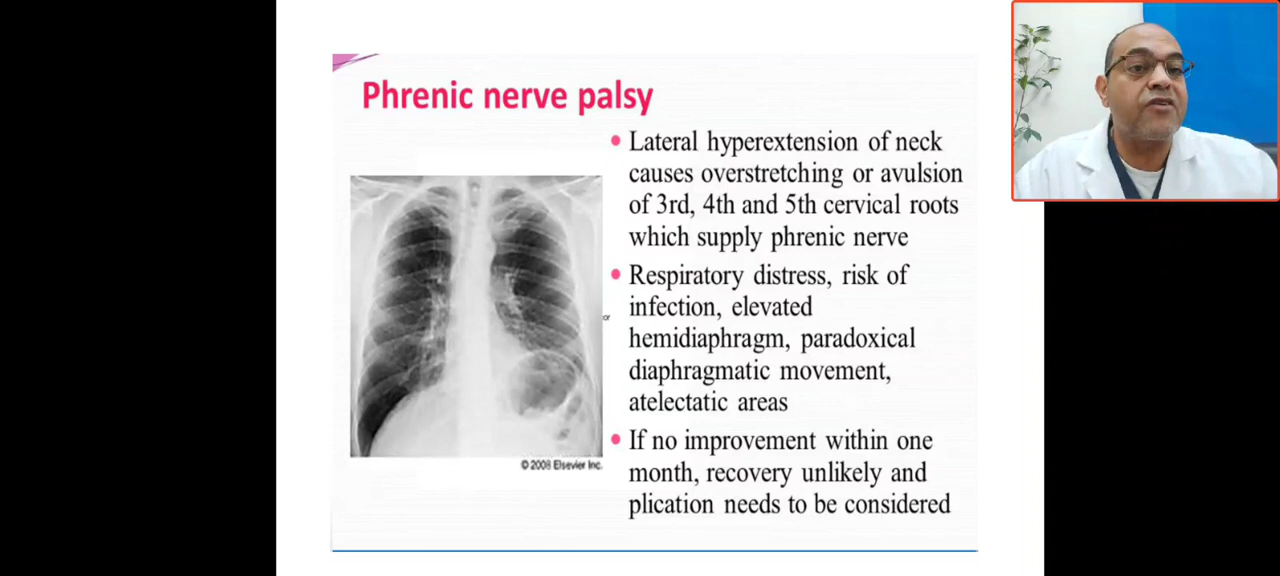 Phrenic nerve palsy
• Lateral hyperextension of neck
causes overstretching or avulsion
of 3rd, 4th and 5th cervical roots
which supply phrenic nerve
• Respiratory distress, risk of
infection, elevated
hemidiaphragm, paradoxical
diaphragmatic movement,
atelectatic areas
• If no improvement within one
month, recovery unlikely and
plication needs to be considered
or
© 2008 Elsevier Inc.